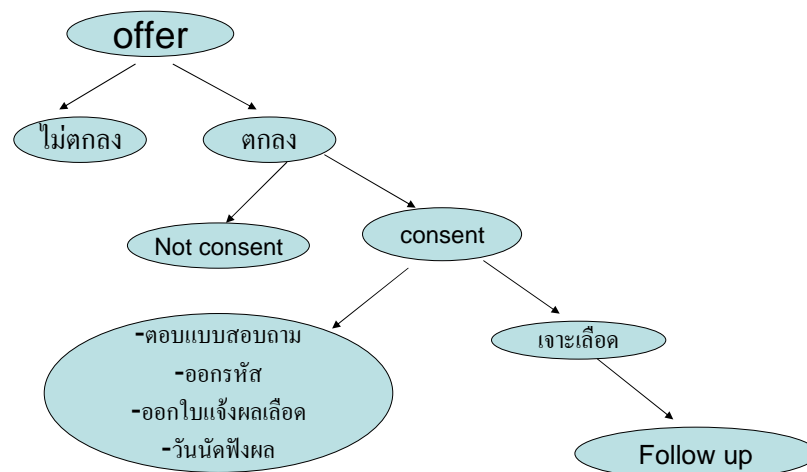 offer
ไม่ตกลง
ตกลง
Not consent
consent
-ตอบแบบสอบถาม
-ออกรหัส
-ออกใบแจ้งผลเลือด
-วันนัดฟังผล
เจาะเลือด
Follow up